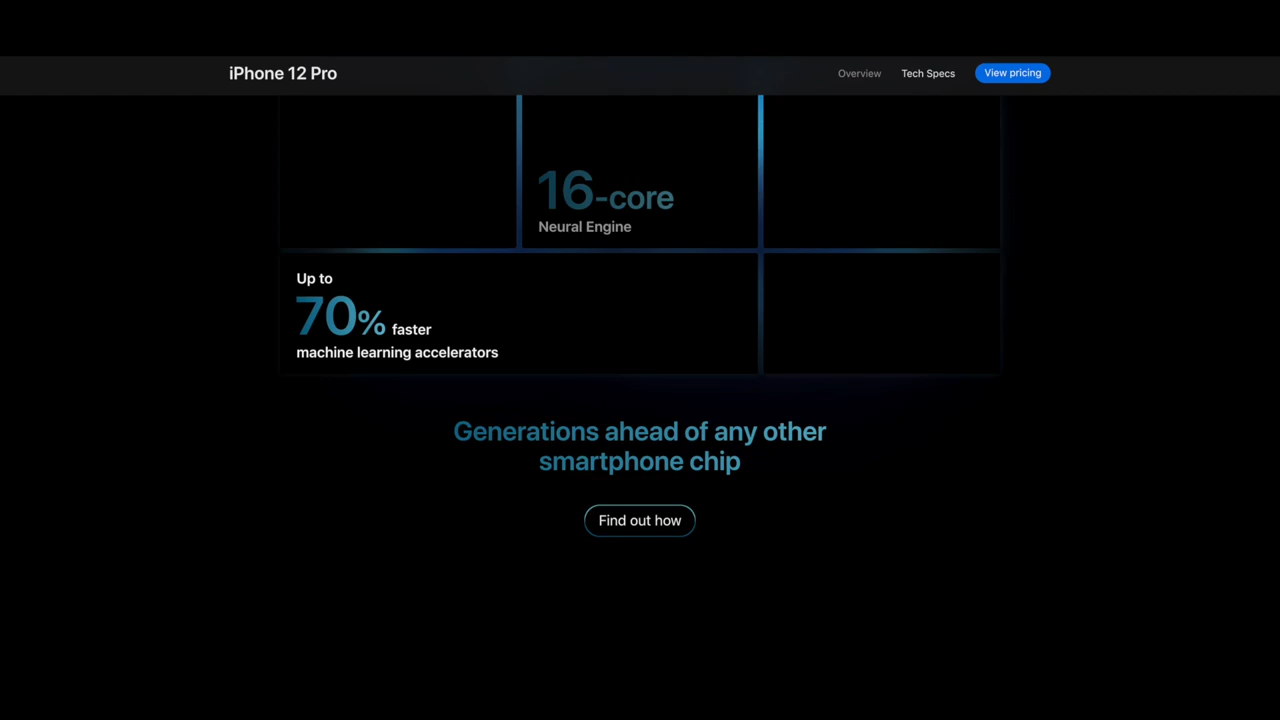 iPhone 12 Pro
Overview Tech Specs View pricing
16-core
Neural Engine
Up to
70% faster
machine learning accelerators
Generations ahead of any other
smartphone chip
Find out how